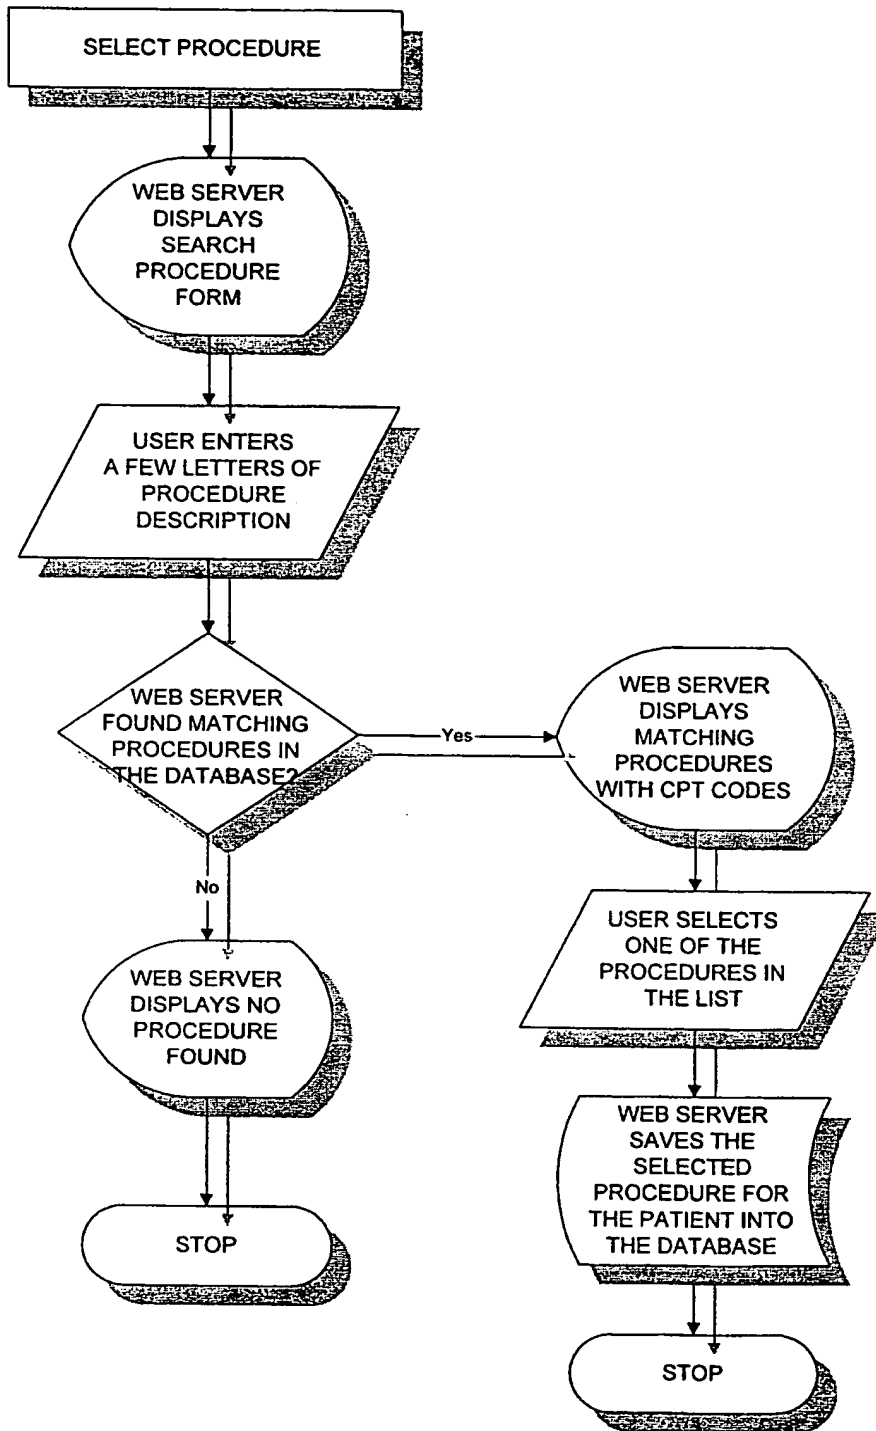 SELECT PROCEDURE
WEB SERVER
DISPLAYS
SEARCH
PROCEDURE
FORM
USER ENTERS
A FEW LETTERS OF
PROCEDURE
DESCRIPTION
WEB SERVER
FOUND MATCHING
PROCEDURES IN
THE DATABASE?
Yes
No
WEB SERVER
DISPLAYS NO
PROCEDURE
FOUND
STOP
WEB SERVER
DISPLAYS
MATCHING
PROCEDURES
WITH CPT CODES
USER SELECTS
ONE OF THE
PROCEDURES IN
THE LIST
WEB SERVER
SAVES THE
SELECTED
PROCEDURE FOR
THE PATIENT INTO
THE DATABASE
STOP